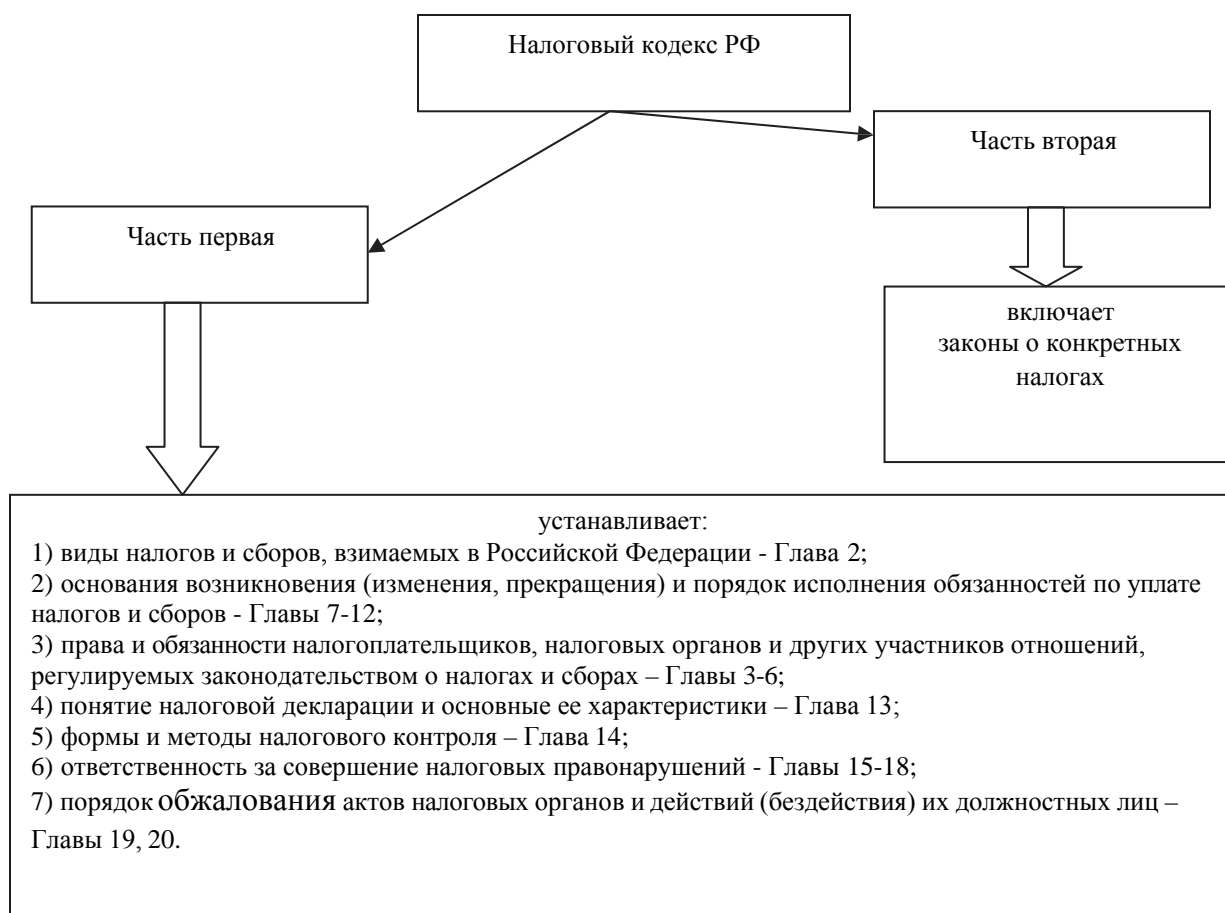 Налоговый кодекс РФ
Часть вторая
Часть первая
включает
законы о конкретных
налогах
устанавливает:
1) виды налогов и сборов, взимаемых в Российской Федерации - Глава 2;
2) основания возникновения (изменения, прекращения) и порядок исполнения обязанностей по уплате
налогов и сборов - Главы 7-12;
3) права и обязанности налогоплательщиков, налоговых органов и других участников отношений,
регулируемых законодательством о налогах и сборах – Главы 3-6;
4) понятие налоговой декларации и основные ее характеристики – Глава 13;
5) формы и методы налогового контроля – Глава 14;
6) ответственность за совершение налоговых правонарушений - Главы 15-18;
7) порядок обжалования актов налоговых органов и действий (бездействия) их должностных лиц –
Главы 19, 20.